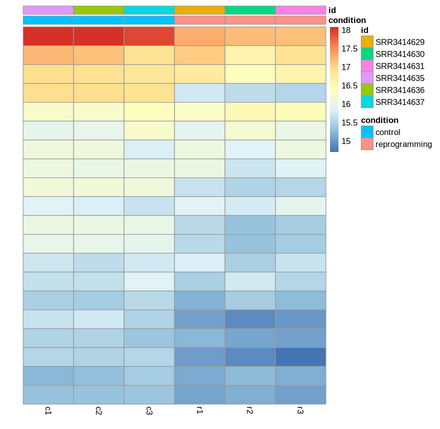 id
condition
18
17.5
17
16.5
16
15.5
15
id
SRR3414629
SRR3414630
SRR3414631
SRR3414635
SRR3414636
SRR3414637
condition
control
reprogramming
c1
c2
c3
r1
r2
r3